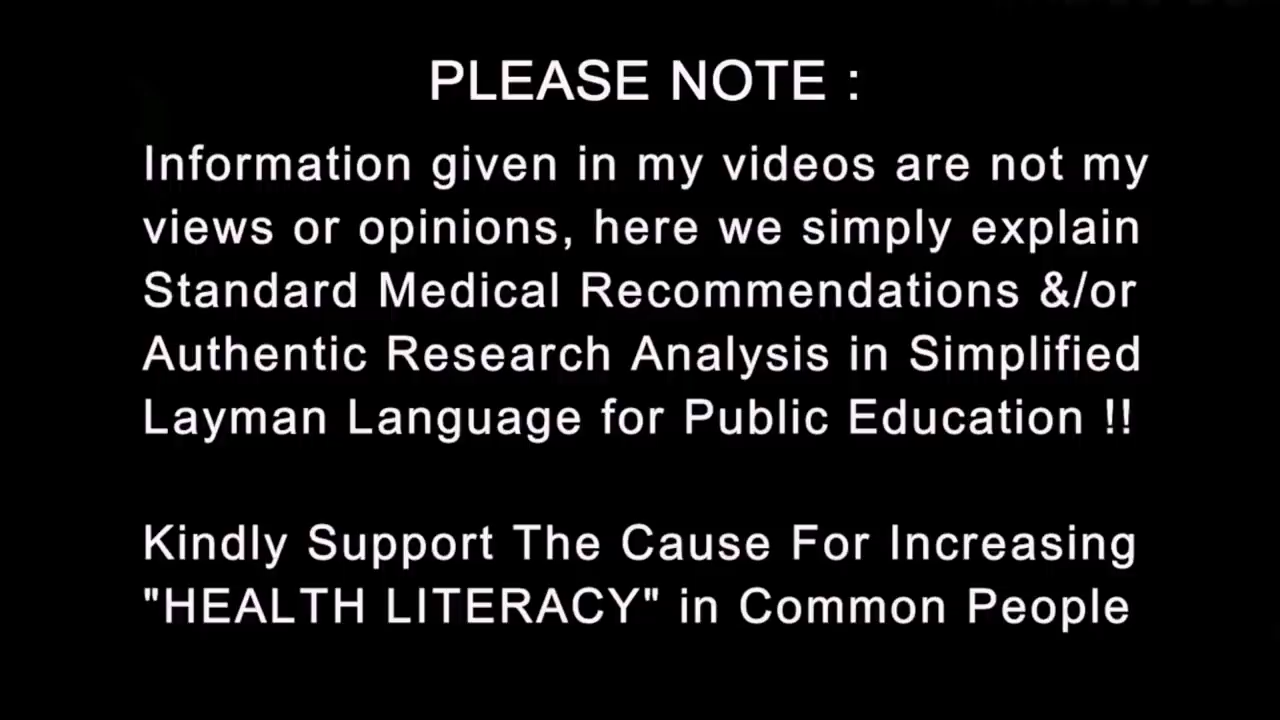 PLEASE NOTE :
Information given in my videos are not my
views or opinions, here we simply explain
Standard Medical Recommendations &/or
Authentic Research Analysis in Simplified
Layman Language for Public Education !!
Kindly Support The Cause For Increasing
"HEALTH LITERACY" in Common People